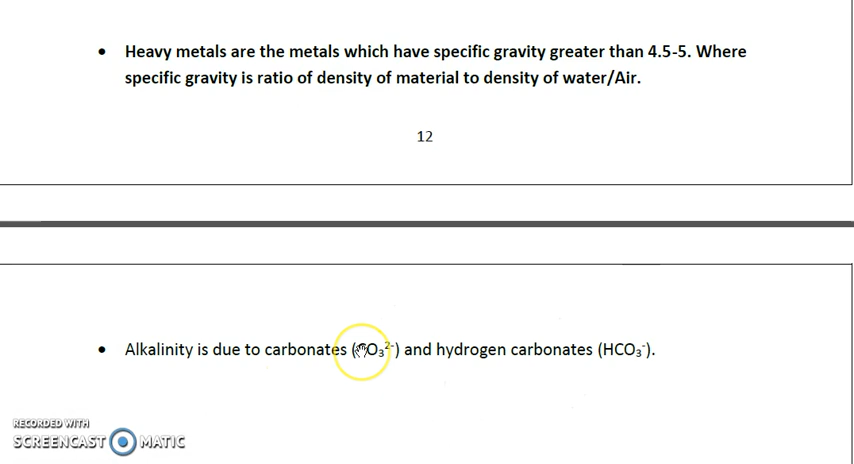 • Heavy metals are the metals which have specific gravity greater than 4.5-5. Where
specific gravity is ratio of density of material to density of water/Air.
12
• Alkalinity is due to carbonates (O₃²⁻) and hydrogen carbonates (HCO₃⁻).
RECORDED WITH
SCREENCAST MATIC